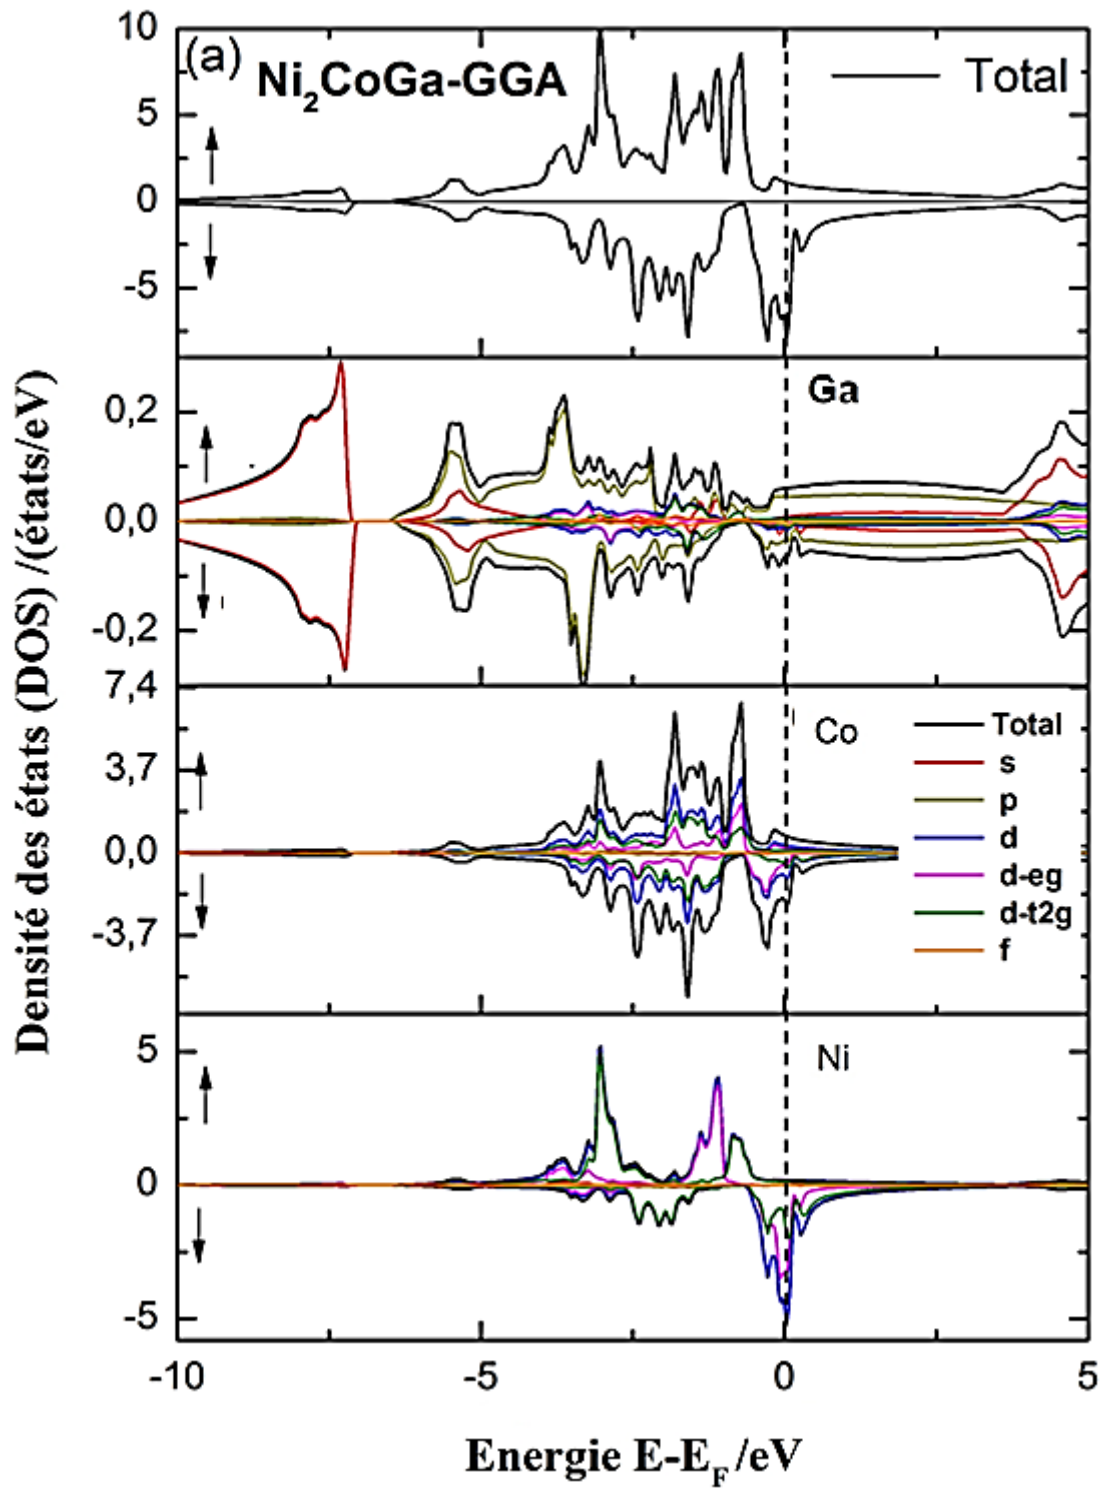 (a)
Ni₂CoGa-GGA
Total
10
5
0
-5
Ga
0,2
0,0
-0,2
Co
7,4
3,7
0,0
-3,7
Total
s
p
d
d-eg
d-t2g
f
Ni
5
0
-5
-10
-5
0
5
Densité des états (DOS) /(états/eV)
Energie E-E_F /eV